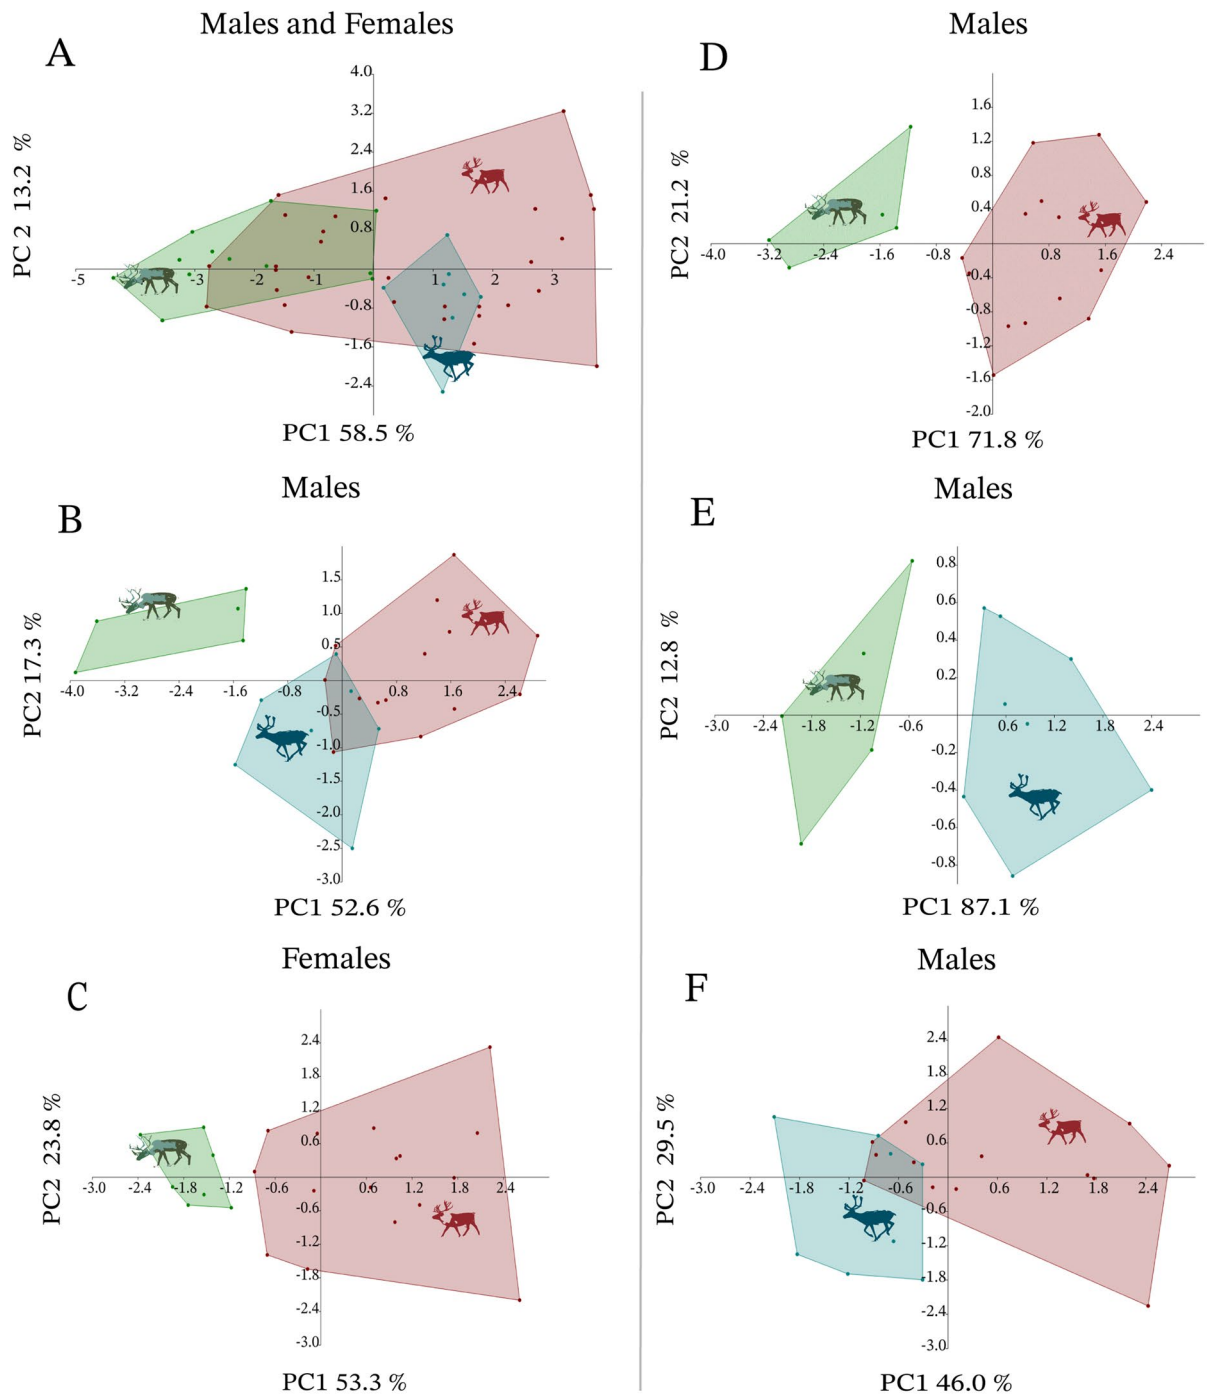 Males and Females
A
PC 2 13.2 %
4.0
3.2
2.4
1.6
0.8
-5 -3 -2 -1 1 2 3
-0.8
-1.6
-2.4
PC1 58.5 %
Males
B
PC2 17.3 %
1.5
1.0
0.5
-4.0 -3.2 -2.4 -1.6 -0.8 0.8 1.6 2.4
-0.5
-1.0
-1.5
-2.0
-2.5
-3.0
PC1 52.6 %
Females
C
PC2 23.8 %
2.4
1.8
1.2
0.6
-3.0 -2.4 -1.8 -1.2 -0.6 0.6 1.2 1.8 2.4
-0.6
-1.2
-1.8
-2.4
-3.0
PC1 53.3 %
Males
D
PC2 21.2 %
1.6
1.2
0.8
0.4
-4.0 -3.2 -2.4 -1.6 0.8 1.6 2.4
-0.4
-0.8
-1.2
-1.6
-2.0
PC1 71.8 %
Males
E
PC2 12.8 %
0.8
0.6
0.4
0.2
-3.0 -2.4 -1.8 -1.2 -0.6 0.6 1.2 1.8 2.4
-0.2
-0.4
-0.6
-0.8
PC1 87.1 %
Males
F
PC2 29.5 %
2.4
1.8
1.2
0.6
-3.0 -2.4 -1.8 -1.2 -0.6 0.6 1.2 1.8 2.4
-0.6
-1.2
-1.8
-2.4
-3.0
PC1 46.0 %